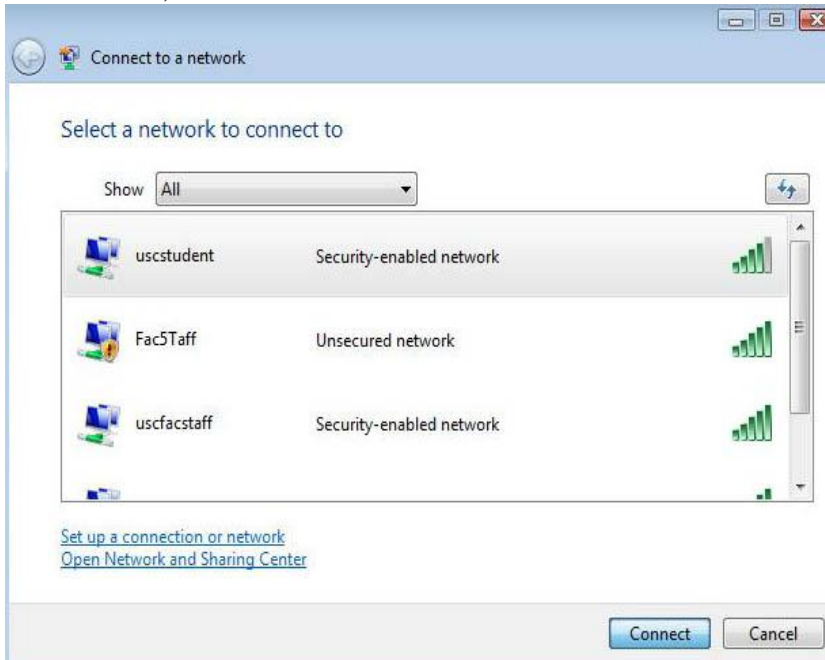 Connect to a network
Select a network to connect to
Show All
uscstudent Security-enabled network
Fac5Taff Unsecured network
uscfacstaff Security-enabled network
Set up a connection or network
Open Network and Sharing Center
Connect Cancel